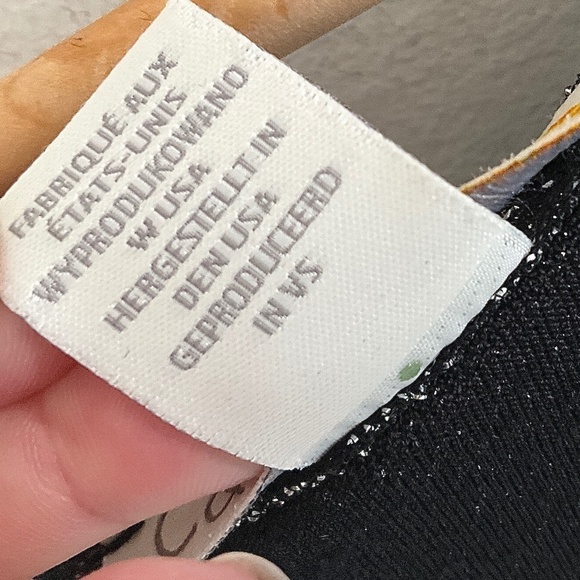 FABRIQUÉ AUX
ÉTATS-UNIS
WYPRODUKOWANO
W USA
HERGESTELLT IN
DEN USA
GEPRODUCEERD
IN VS